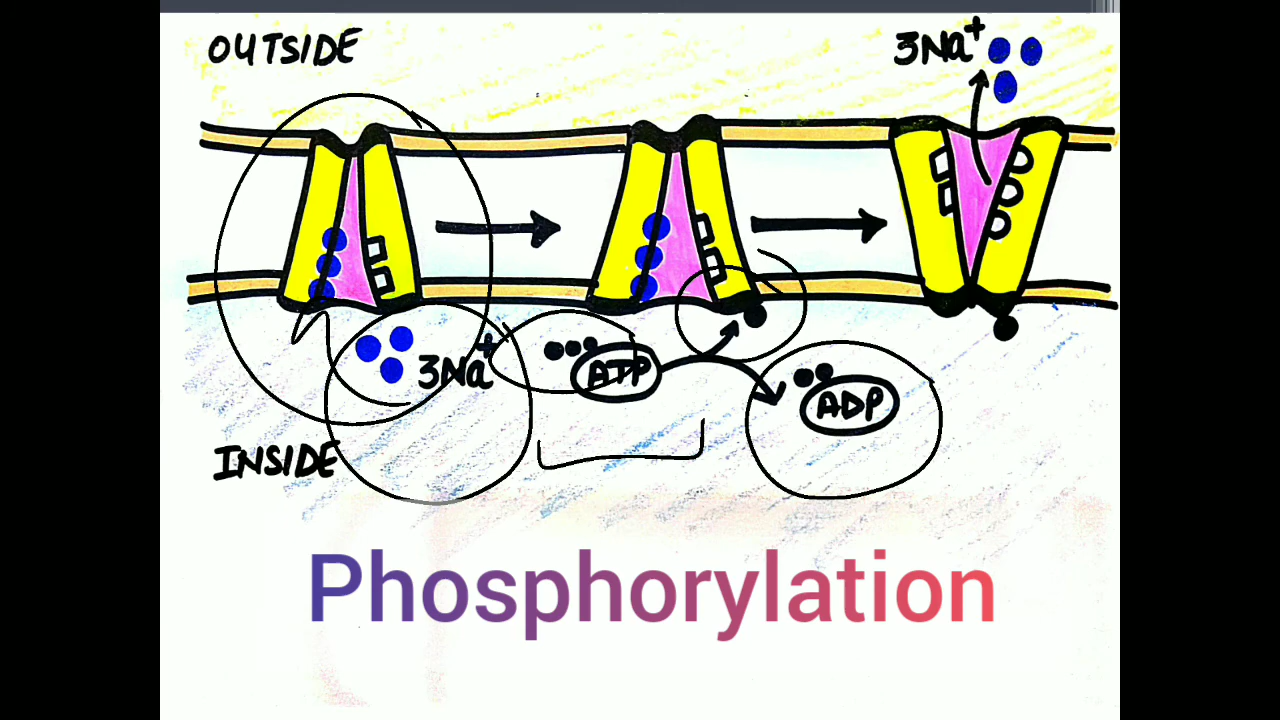 OUTSIDE
3Na+
3Na+
ATP
ADP
INSIDE
Phosphorylation